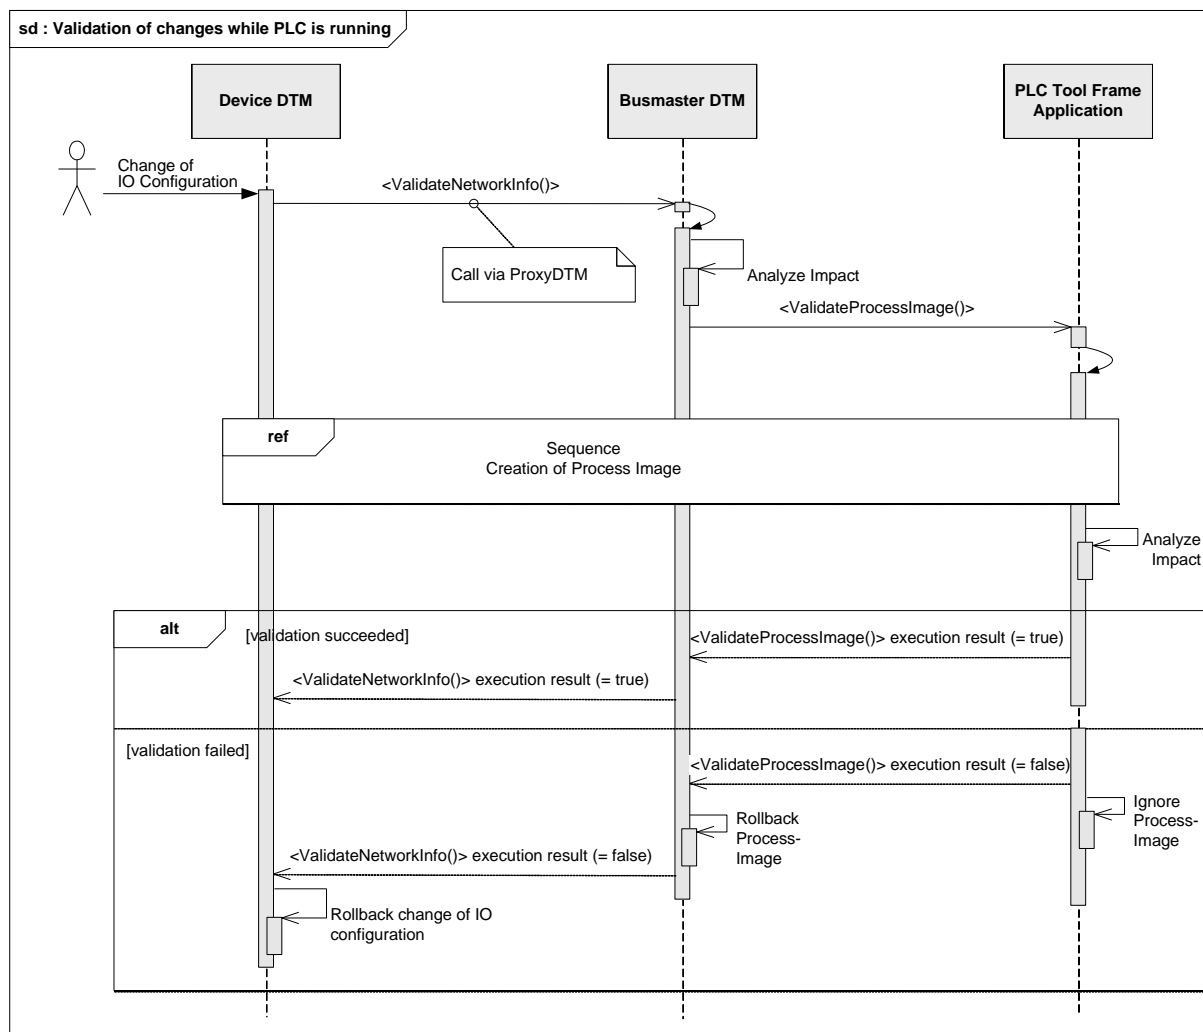 sd : Validation of changes while PLC is running
Device DTM
Busmaster DTM
PLC Tool Frame
Application
Change of
IO Configuration
<ValidateNetworkInfo()>
Call via ProxyDTM
Analyze Impact
<ValidateProcessImage()>
ref
Sequence
Creation of Process Image
Analyze
Impact
alt
[validation succeeded]
<ValidateProcessImage()> execution result (= true)
<ValidateNetworkInfo()> execution result (= true)
[validation failed]
<ValidateProcessImage()> execution result (= false)
Ignore
Process-
Image
Rollback
Process-
Image
<ValidateNetworkInfo()> execution result (= false)
Rollback change of IO
configuration